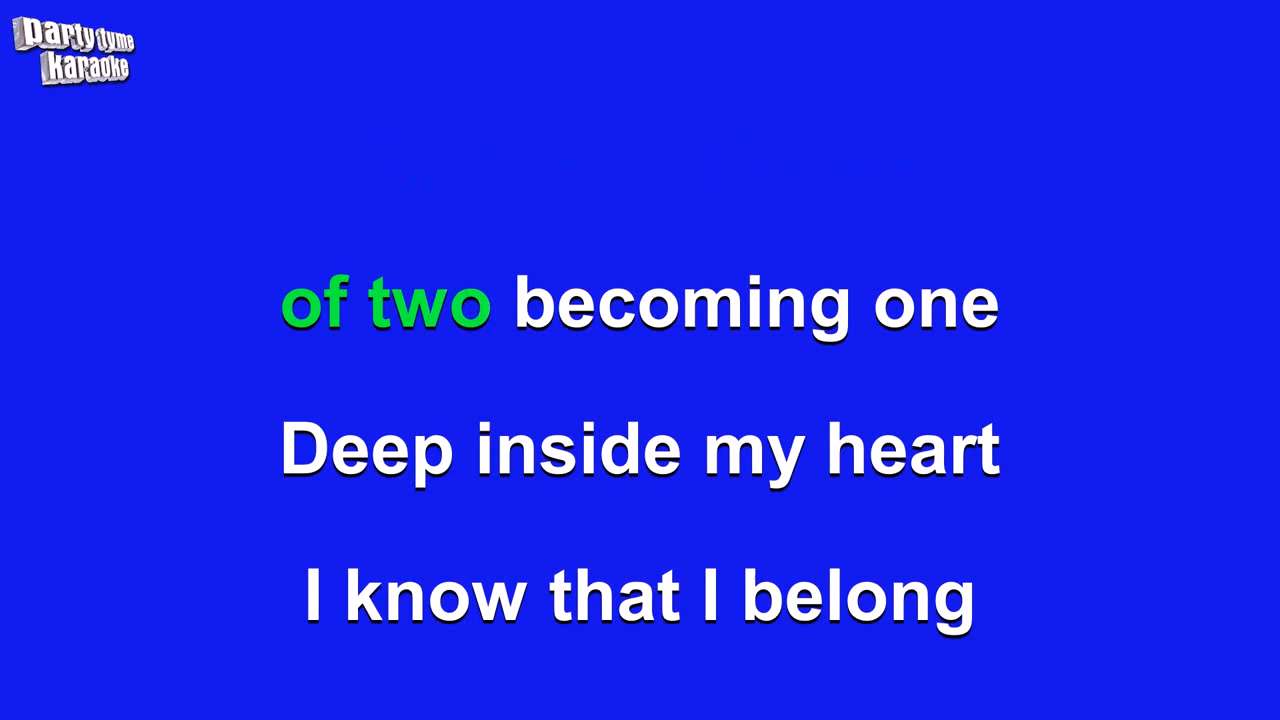 party tyme
karaoke
of two becoming one
Deep inside my heart
I know that I belong